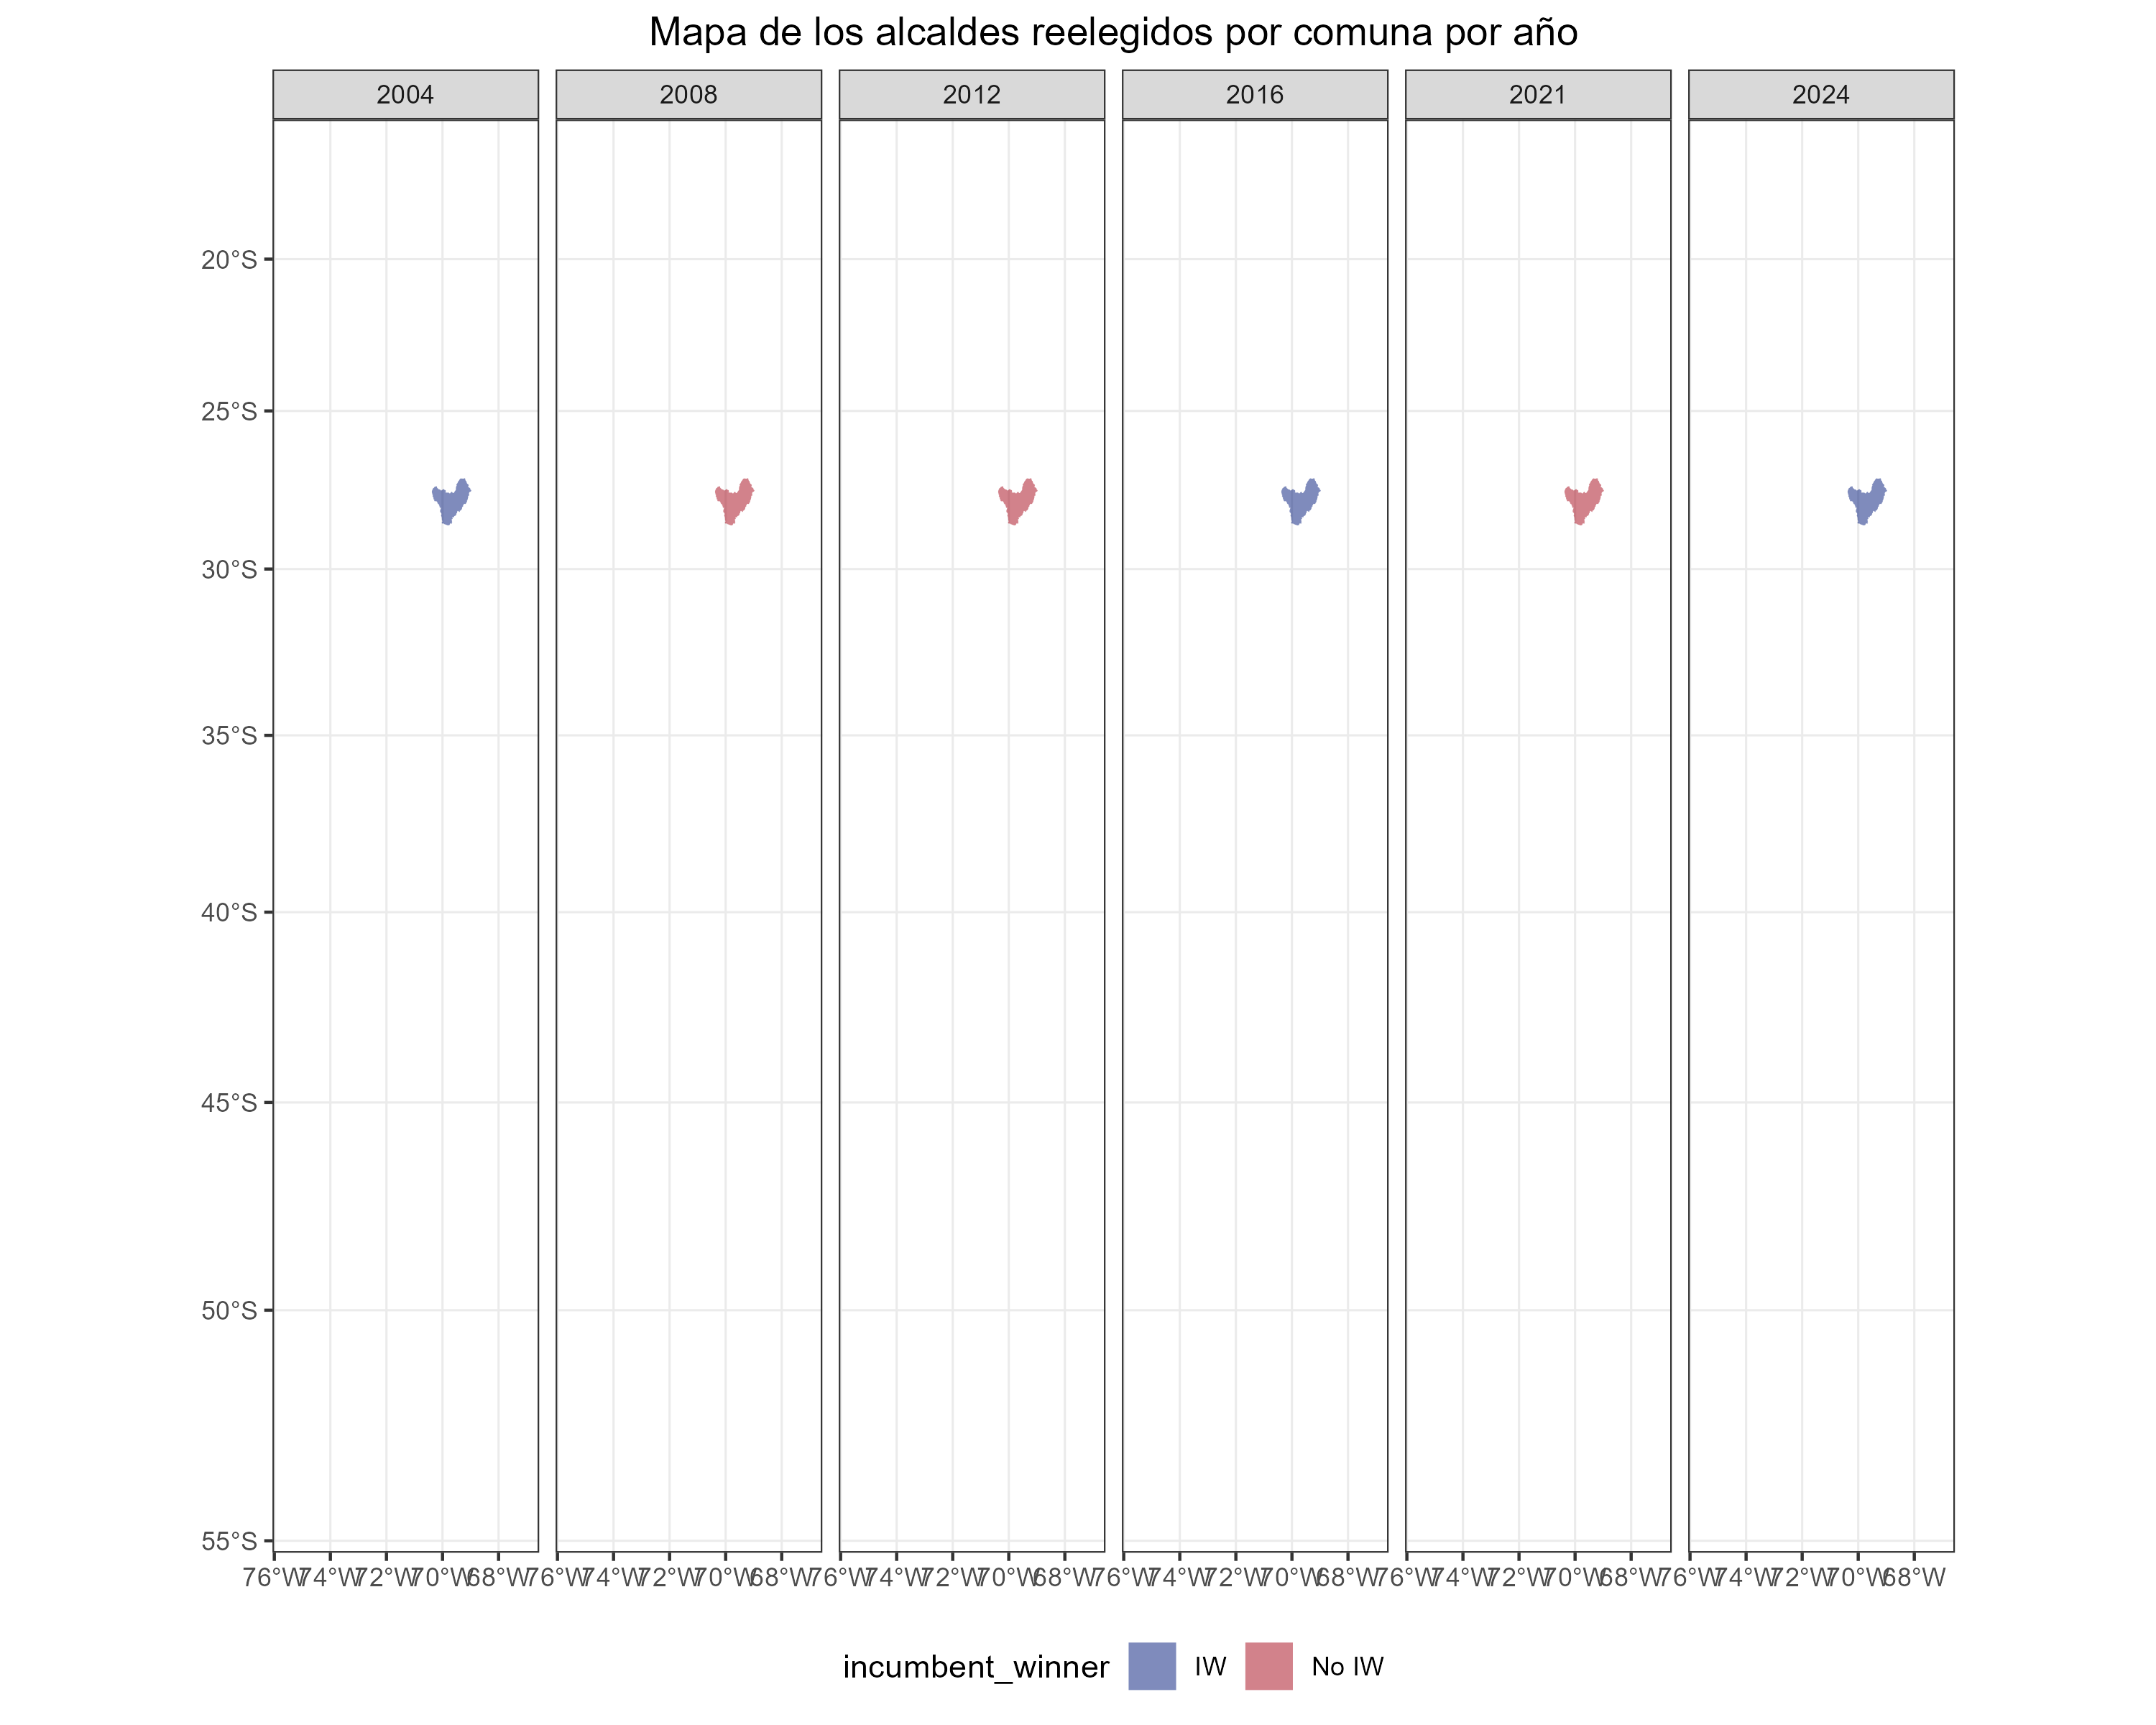 Mapa de los alcaldes reelegidos por comuna por año
2004 2008 2012 2016 2021 2024
20°S
25°S
30°S
35°S
40°S
45°S
50°S
55°S
76°W 74°W 72°W 70°W 68°W 76°W 74°W 72°W 70°W 68°W 76°W 74°W 72°W 70°W 68°W 76°W 74°W 72°W 70°W 68°W 76°W 74°W 72°W 70°W 68°W 76°W 74°W 72°W 70°W 68°W
incumbent_winner IW No IW